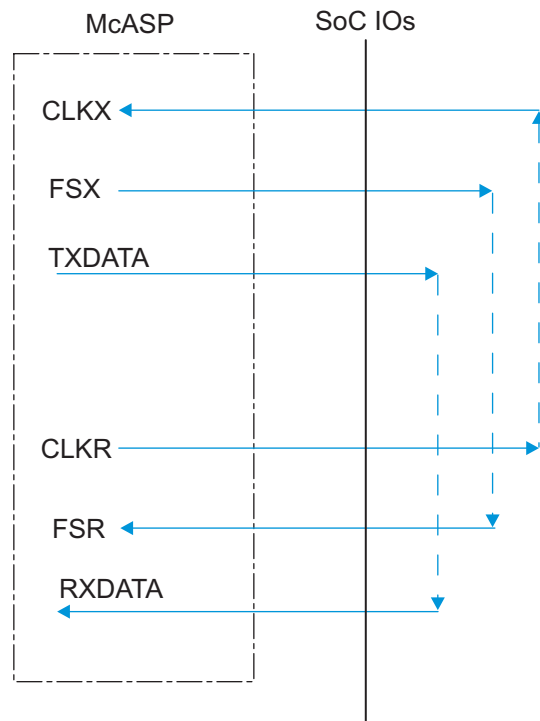 McASP
SoC IOs
CLKX
FSX
TXDATA
CLKR
FSR
RXDATA